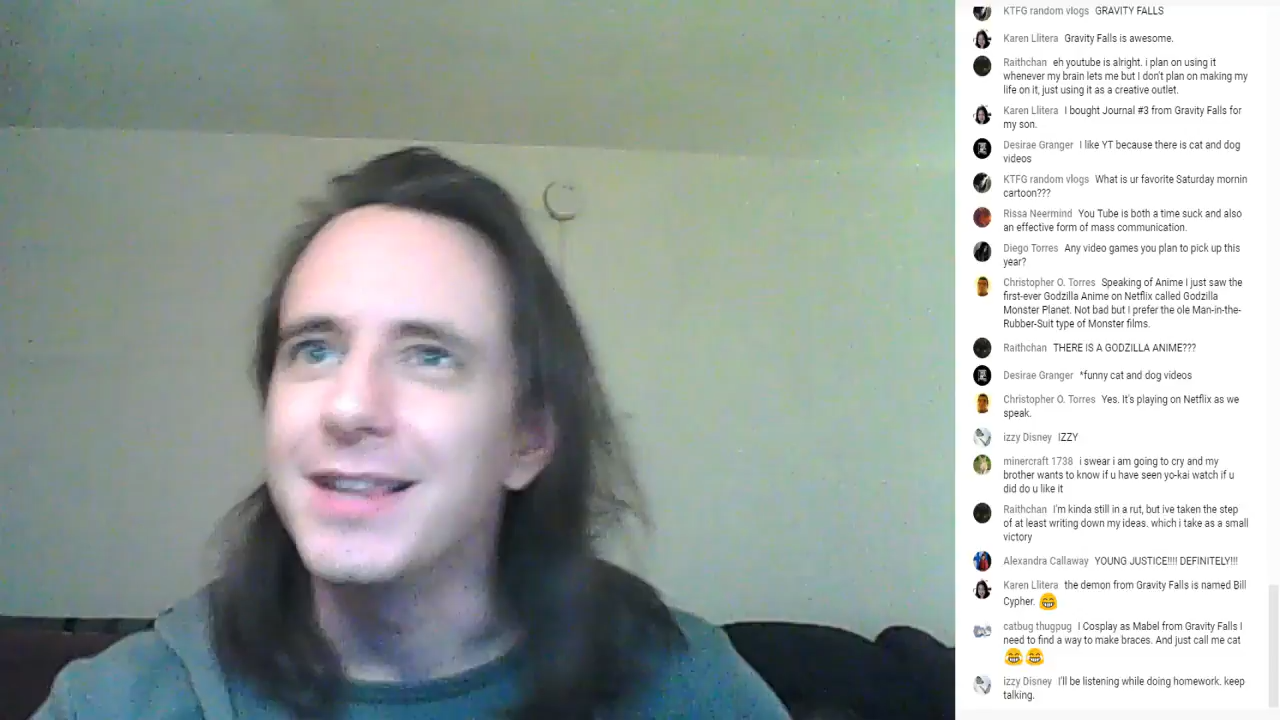 KTFG random vlogs GRAVITY FALLS
Karen Llitera Gravity Falls is awesome.
Raithchan eh youtube is alright. i plan on using it
whenever my brain lets me but I don't plan on making my
life on it, just using it as a creative outlet.
Karen Llitera I bought Journal #3 from Gravity Falls for
my son.
Desirae Granger I like YT because there is cat and dog
videos
KTFG random vlogs What is ur favorite Saturday mornin
cartoon???
Rissa Neermind You Tube is both a time suck and also
an effective form of mass communication.
Diego Torres Any video games you plan to pick up this
year?
Christopher O. Torres Speaking of Anime I just saw the
first-ever Godzilla Anime on Netflix called Godzilla
Monster Planet. Not bad but I prefer the ole Man-in-the-
Rubber-Suit type of Monster films.
Raithchan THERE IS A GODZILLA ANIME???
Desirae Granger *funny cat and dog videos
Christopher O. Torres Yes. It's playing on Netflix as we
speak.
izzy Disney IZZY
minercraft 1738 i swear i am going to cry and my
brother wants to know if u have seen yo-kai watch if u
did do u like it
Raithchan I'm kinda still in a rut, but ive taken the step
of at least writing down my ideas. which i take as a small
victory
Alexandra Callaway YOUNG JUSTICE!!!! DEFINITELY!!!
Karen Llitera the demon from Gravity Falls is named Bill
Cypher. 😂
catbug thugpug I Cosplay as Mabel from Gravity Falls I
need to find a way to make braces. And just call me cat
😂 😂
izzy Disney I'll be listening while doing homework. keep
talking.